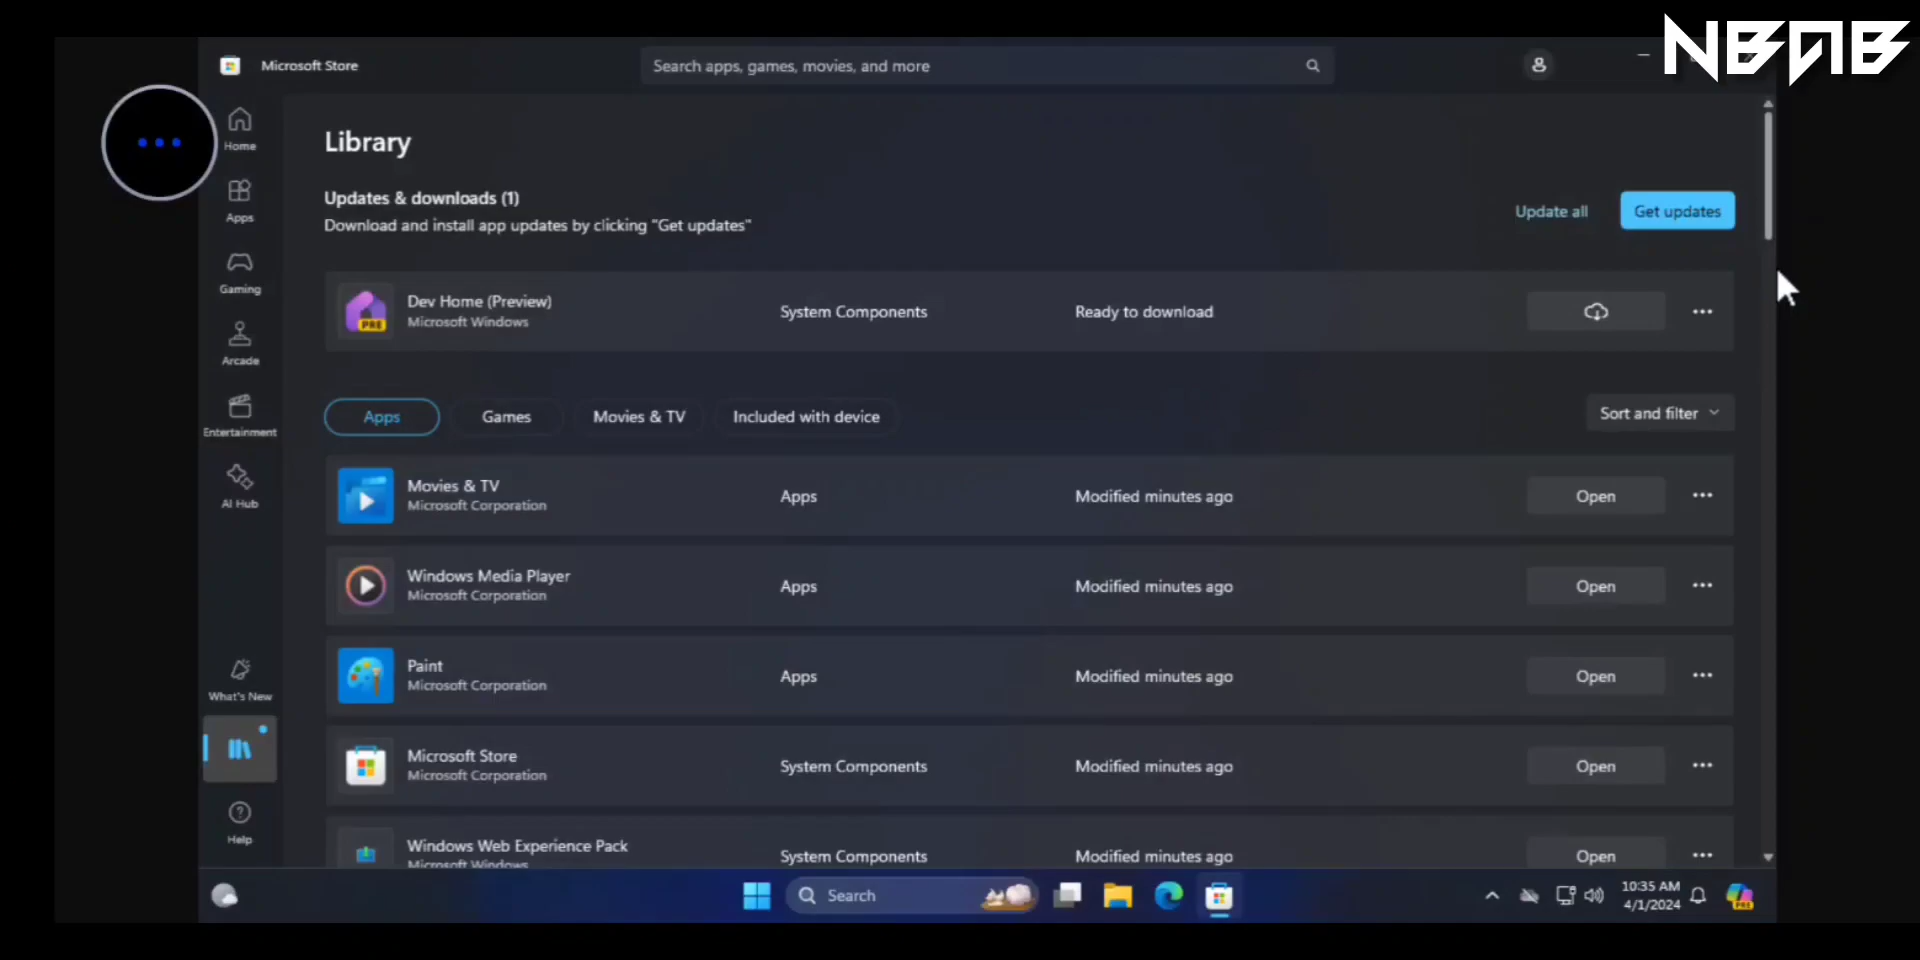 NBAB
Microsoft Store
Search apps, games, movies, and more
Home
Apps
Gaming
Arcade
Entertainment
AI Hub
What's New
Help
Library
Updates & downloads (1)
Download and install app updates by clicking "Get updates"
Update all
Get updates
Dev Home (Preview)
Microsoft Windows
System Components
Ready to download
PRE
Apps
Games
Movies & TV
Included with device
Sort and filter
Movies & TV
Microsoft Corporation
Apps
Modified minutes ago
Open
Windows Media Player
Microsoft Corporation
Apps
Modified minutes ago
Open
Paint
Microsoft Corporation
Apps
Modified minutes ago
Open
Microsoft Store
Microsoft Corporation
System Components
Modified minutes ago
Open
Windows Web Experience Pack
Microsoft Windows
System Components
Modified minutes ago
Open
Search
10:35 AM
4/1/2024
PRE